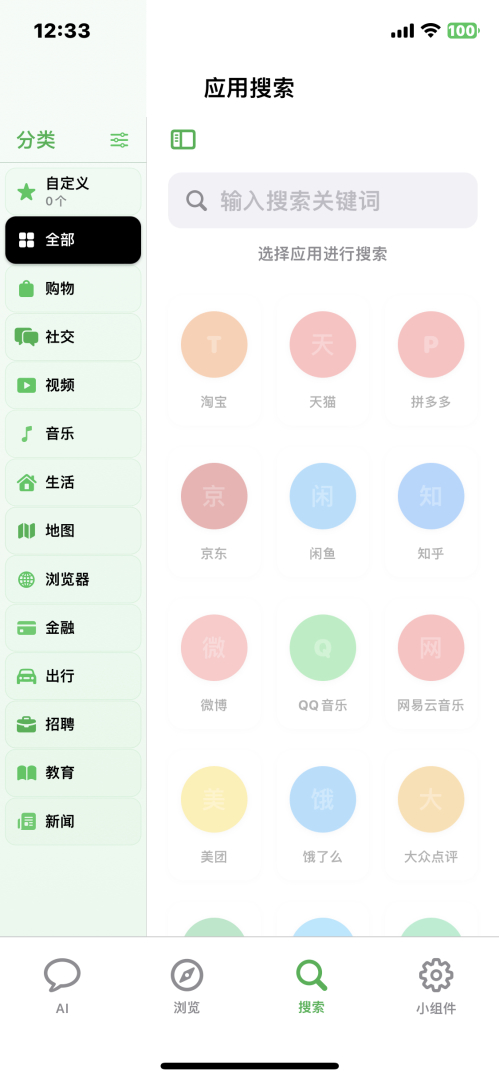 12:33
100
应用搜索
分类
自定义
0个
全部
购物
社交
视频
音乐
生活
地图
浏览器
金融
出行
招聘
教育
新闻
输入搜索关键词
选择应用进行搜索
T
天
P
淘宝
天猫
拼多多
京
闲
知
京东
闲鱼
知乎
微
Q
网
微博
QQ音乐
网易云音乐
美
饿
大
美团
饿了么
大众点评
AI
浏览
搜索
小组件